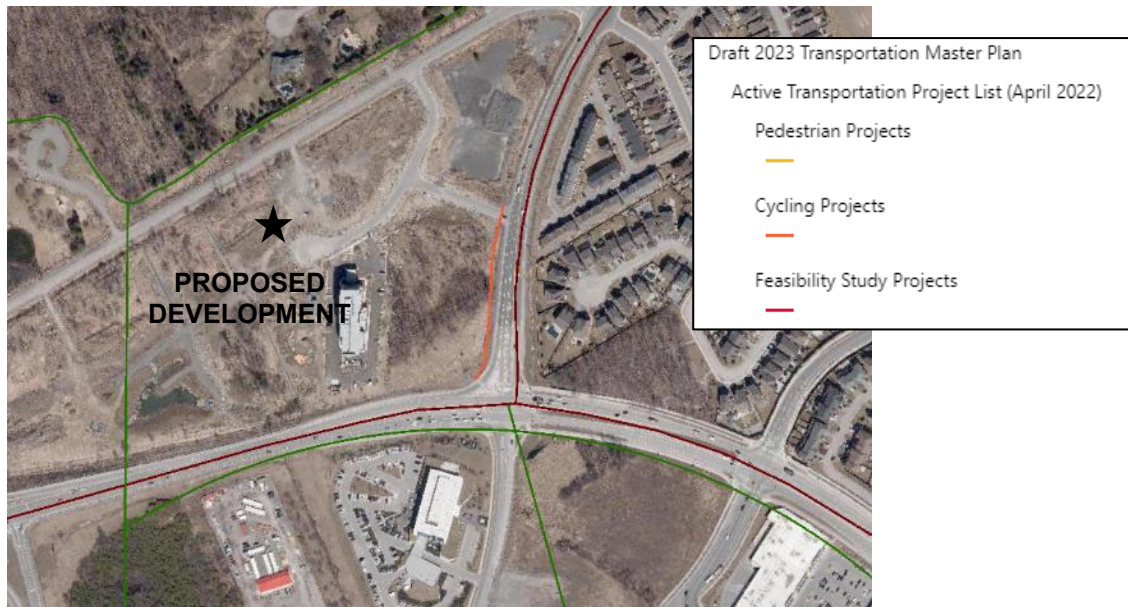 Draft 2023 Transportation Master Plan
Active Transportation Project List (April 2022)
Pedestrian Projects
Cycling Projects
Feasibility Study Projects
PROPOSED
DEVELOPMENT